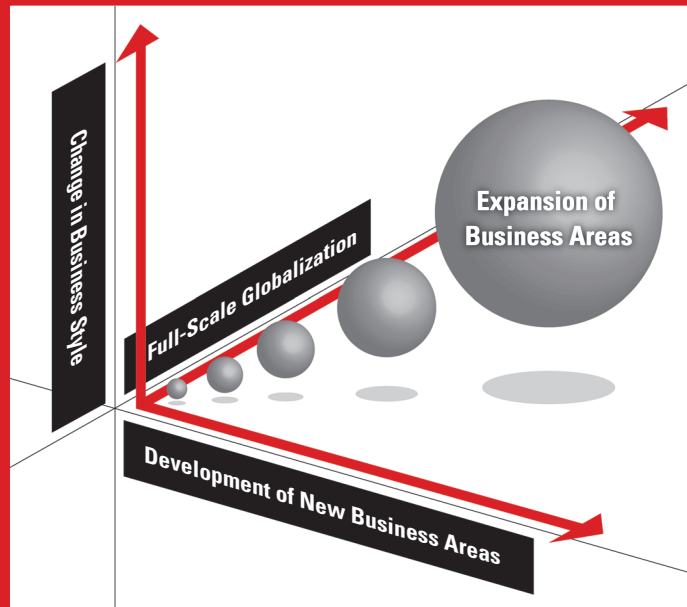 Change in Business Style
Full-Scale Globalization
Expansion of
Business Areas
Development of New Business Areas